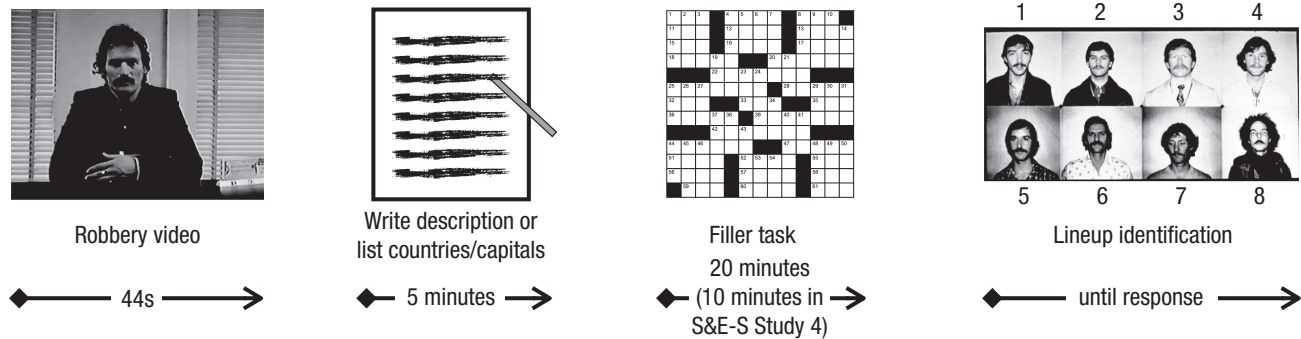 1 2 3 4
5 6 7 8
Robbery video
Write description or
list countries/capitals
Filler task
Lineup identification
44s
5 minutes
20 minutes
(10 minutes in
S&E-S Study 4)
until response